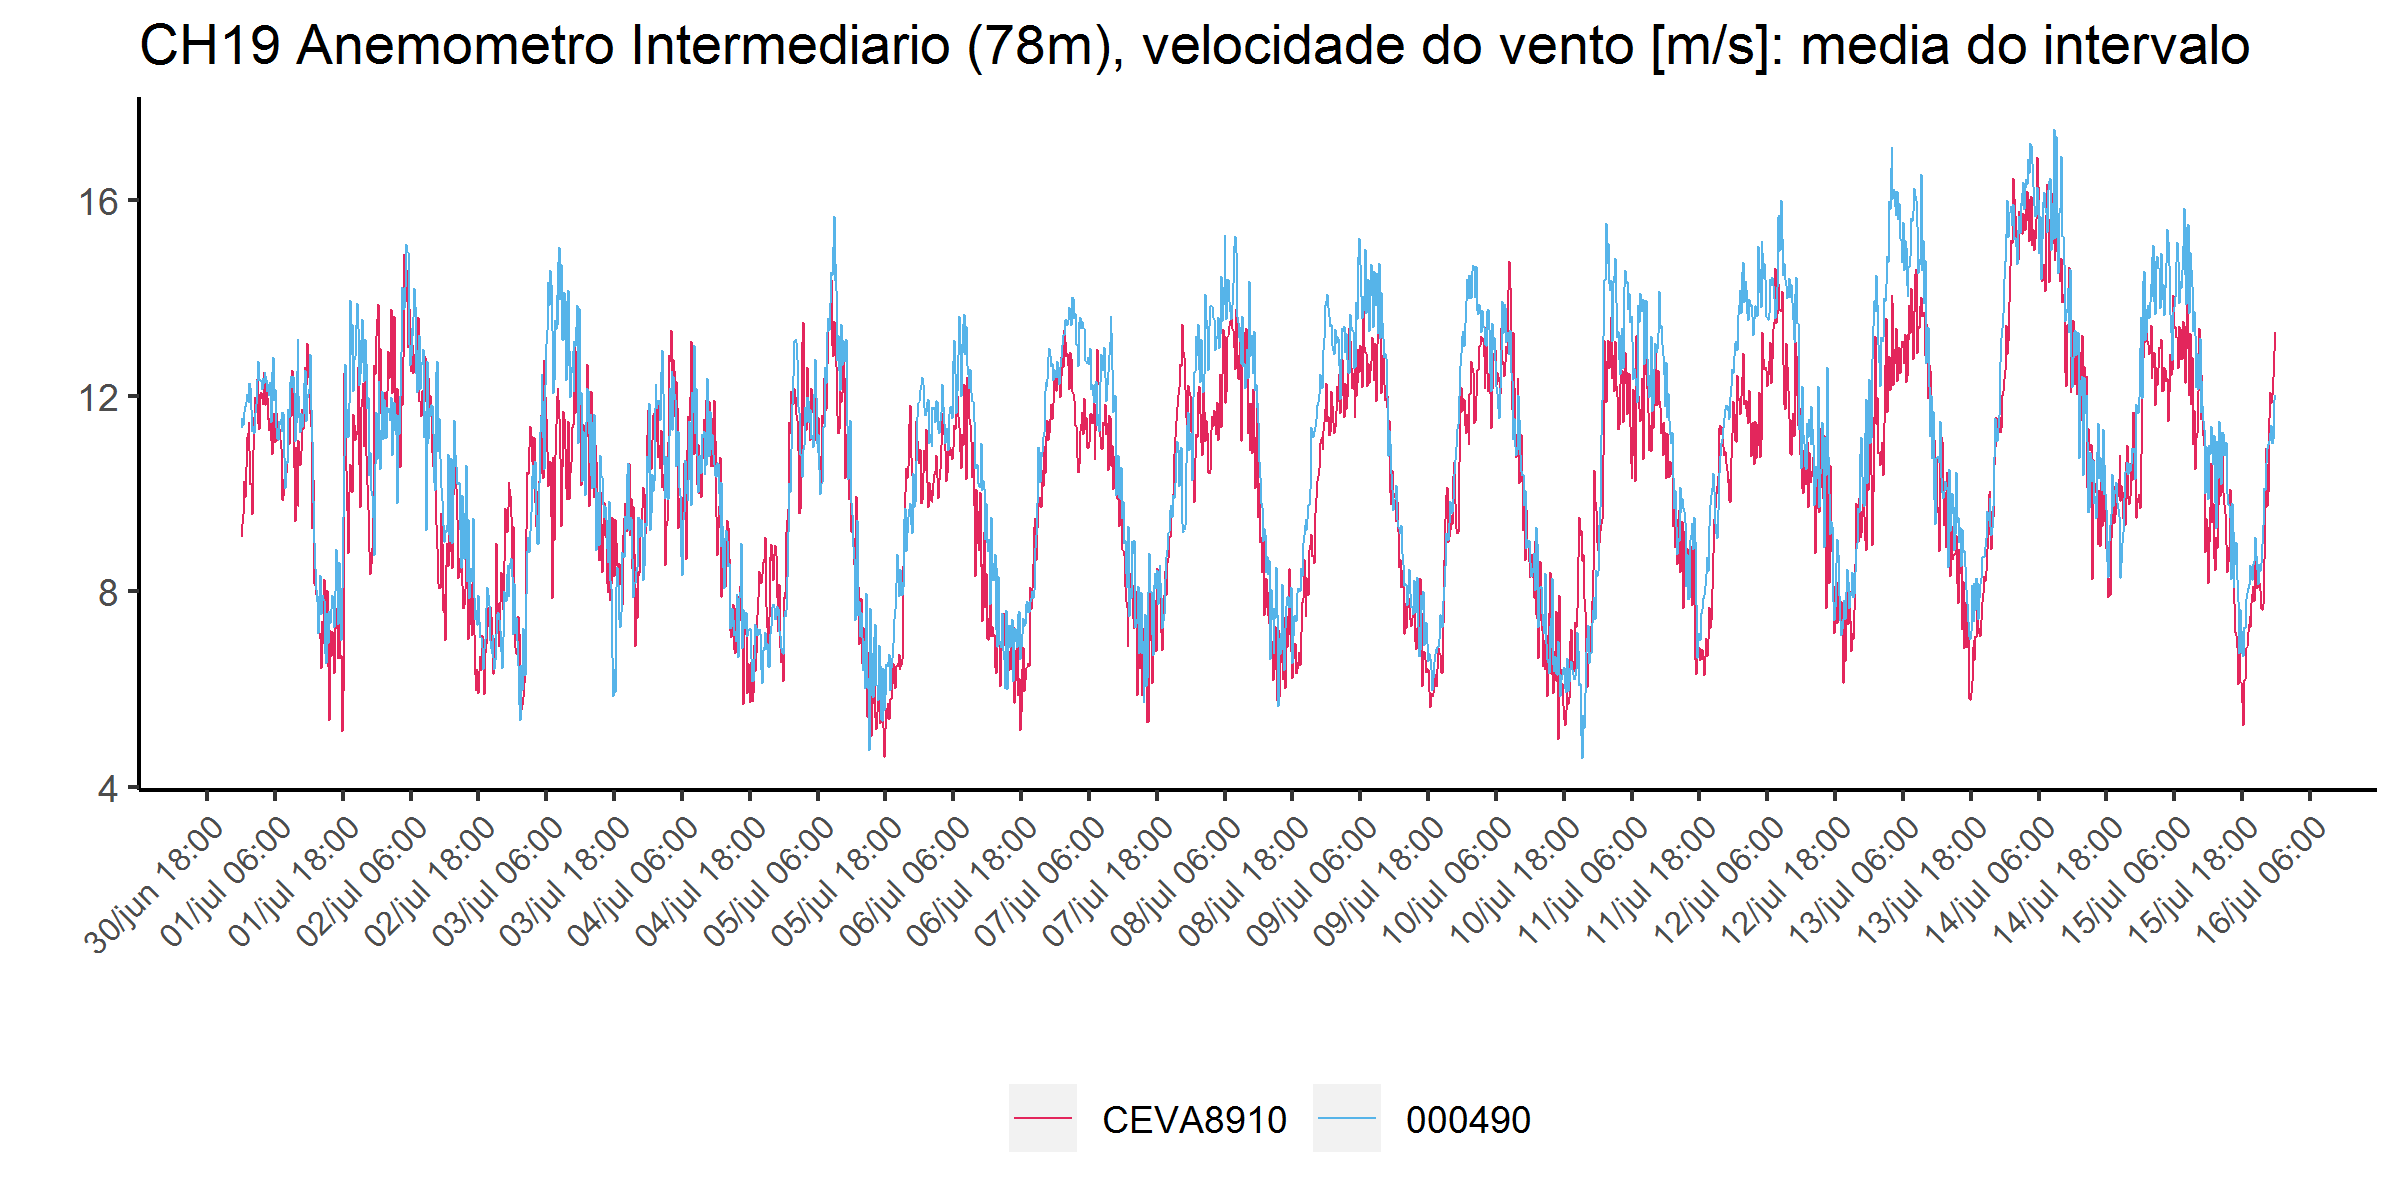 CH19 Anemometro Intermediario (78m), velocidade do vento [m/s]: media do intervalo
16
12
8
4
30/jun 18:00
01/jul 06:00
01/jul 18:00
02/jul 06:00
02/jul 18:00
03/jul 06:00
03/jul 18:00
04/jul 06:00
04/jul 18:00
05/jul 06:00
05/jul 18:00
06/jul 06:00
06/jul 18:00
07/jul 06:00
07/jul 18:00
08/jul 06:00
08/jul 18:00
09/jul 06:00
09/jul 18:00
10/jul 06:00
10/jul 18:00
11/jul 06:00
11/jul 18:00
12/jul 06:00
12/jul 18:00
13/jul 06:00
13/jul 18:00
14/jul 06:00
14/jul 18:00
15/jul 06:00
15/jul 18:00
16/jul 06:00
CEVA8910
000490